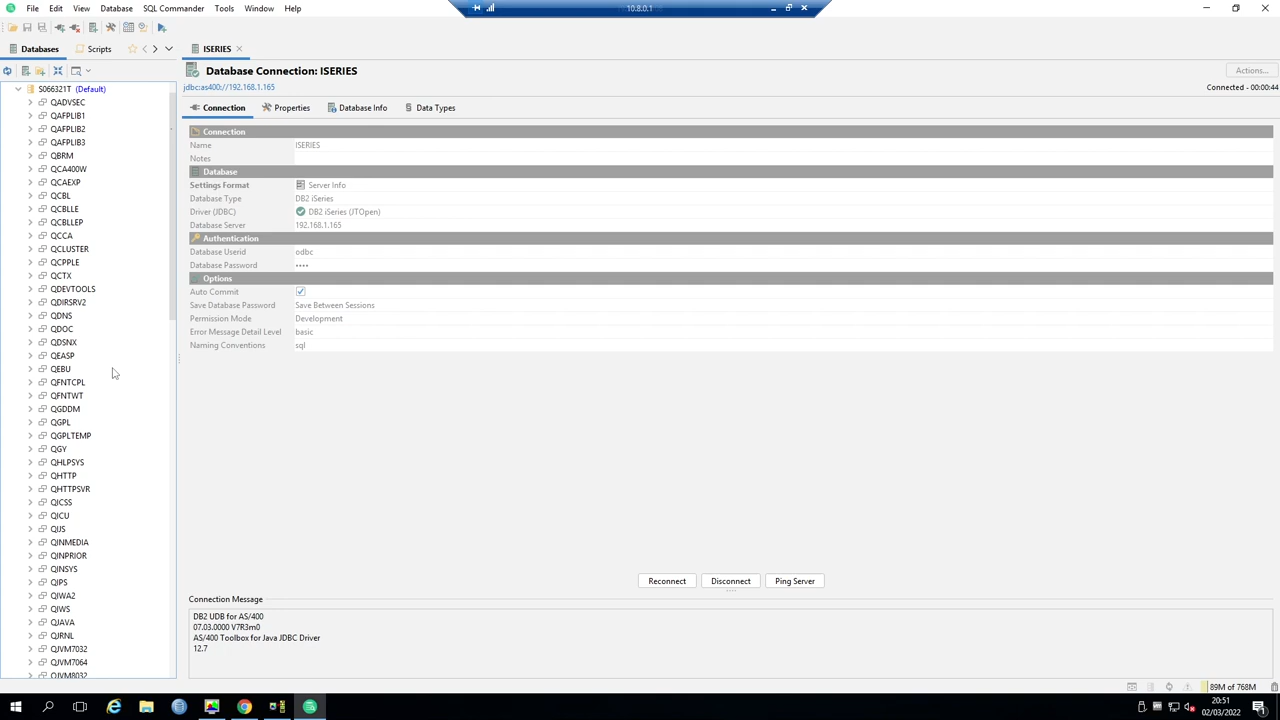 File Edit View Database SQL Commander Tools Window Help
10.8.0.1
Databases Scripts
ISERIES
Database Connection: ISERIES
Actions...
jdbc:as400://192.168.1.165
Connected - 00:00:44
Connection Properties Database Info Data Types
S066321T (Default)
QADVSEC
QAFPLIB1
QAFPLIB2
QAFPLIB3
QBRM
QCA400W
QCAEXP
QCBL
QCBLLE
QCBLLEP
QCCA
QCLUSTER
QCPPLE
QCTX
QDEVTOOLS
QDIRSRV2
QDNS
QDOC
QDSNX
QEASP
QEBU
QFNTCPL
QFNTWT
QGDDM
QGPL
QGPLTEMP
QGY
QHLPSYS
QHTTP
QHTTPSVR
QICSS
QICU
QIJS
QINMEDIA
QINPRIOR
QINSYS
QIPS
QIWA2
QIWS
QJAVA
QJRNL
QJVM7032
QJVM7064
QJVM8032
Connection
Name ISERIES
Notes
Database
Settings Format Server Info
Database Type DB2 iSeries
Driver (JDBC) DB2 iSeries (JTOpen)
Database Server 192.168.1.165
Authentication
Database Userid odbc
Database Password ••••
Options
Auto Commit
Save Database Password Save Between Sessions
Permission Mode Development
Error Message Detail Level basic
Naming Conventions sql
Reconnect Disconnect Ping Server
Connection Message
DB2 UDB for AS/400
07.03.0000 V7R3m0
AS/400 Toolbox for Java JDBC Driver
12.7
89M of 768M
20:51
02/03/2022